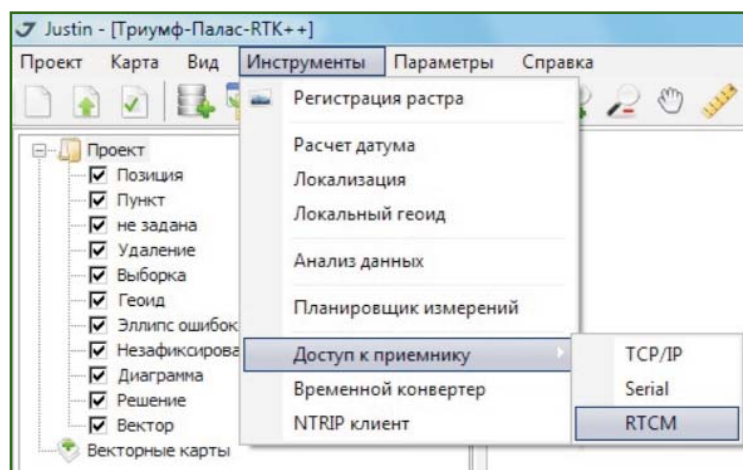 Justin - [Триумф-Палас-RTK++]
Проект Карта Вид Инструменты Параметры Справка
Регистрация растра
Расчет датума
Локализация
Локальный геоид
Анализ данных
Планировщик измерений
Доступ к приемнику
Временной конвертер
NTRIP клиент
TCP/IP
Serial
RTCM
Проект
Позиция
Пункт
не задана
Удаление
Выборка
Геоид
Эллипс ошибок
Незафиксирова
Диаграмма
Решение
Вектор
Векторные карты